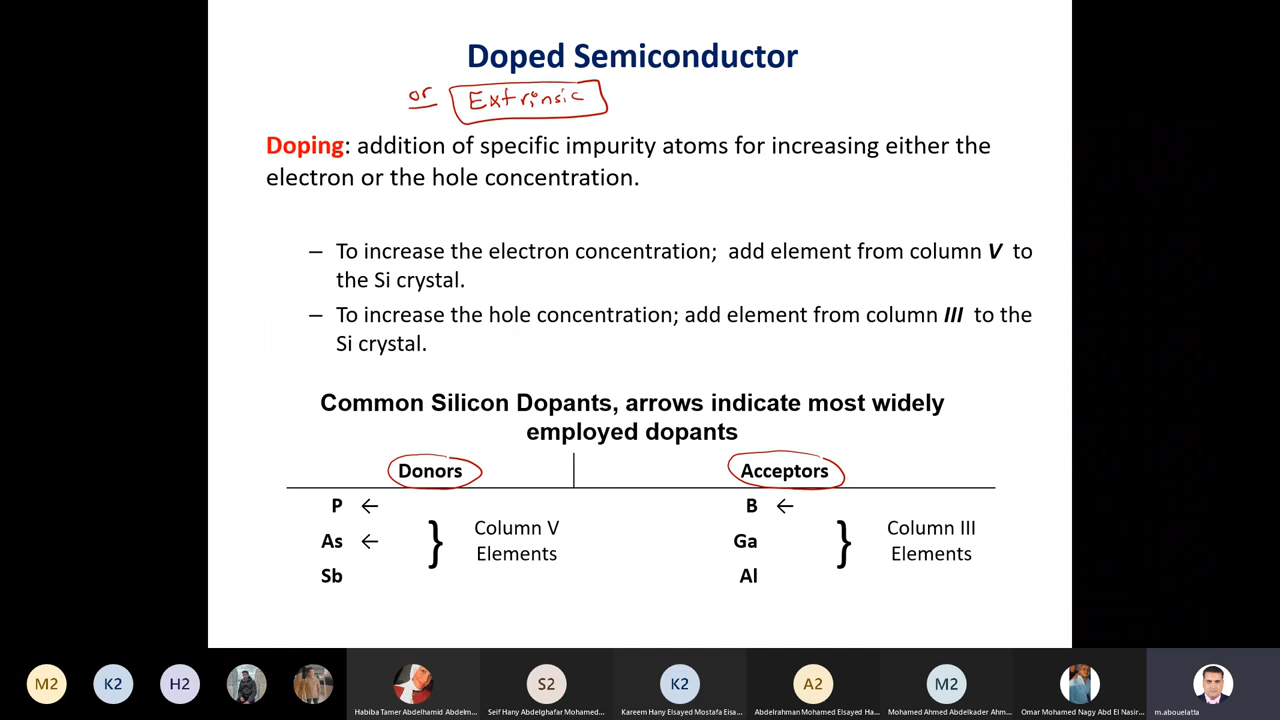 Doped Semiconductor
or Extrinsic
Doping: addition of specific impurity atoms for increasing either the
electron or the hole concentration.
– To increase the electron concentration; add element from column V to
the Si crystal.
– To increase the hole concentration; add element from column III to the
Si crystal.
Common Silicon Dopants, arrows indicate most widely
employed dopants
Donors Acceptors
P ← B ←
Column V Column III
As ← } Ga }
Elements Elements
Sb Al
M2 K2 H2 S2 K2 A2 M2
Habiba Tamer Abdelhamid Abdelm... Seif Hany Abdelghafar Mohamed... Kareem Hany Elsayed Mostafa Eisa... Abdelrahman Mohamed Elsayed Ha... Mohamed Ahmed Abdelkader Ahm... Omar Mohamed Nagy Abd El Nasir... m.abouelatta